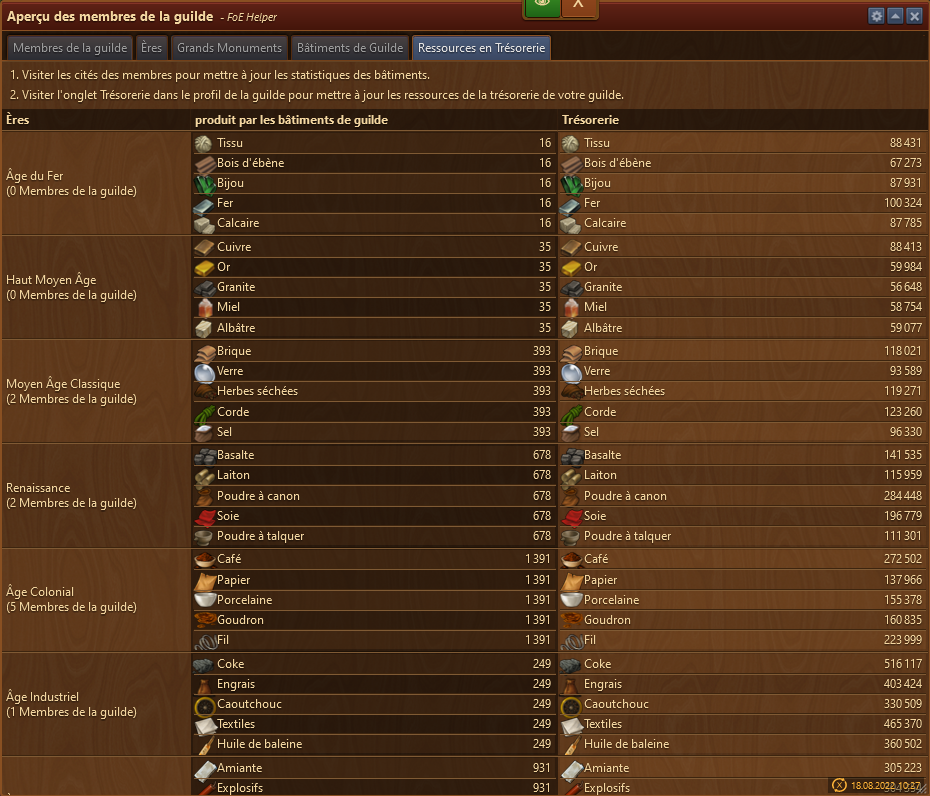 Aperçu des membres de la guilde - FoE Helper
X
Membres de la guilde Ères Grands Monuments Bâtiments de Guilde Ressources en Trésorerie
1. Visiter les cités des membres pour mettre à jour les statistiques des bâtiments.
2. Visiter l'onglet Trésorerie dans le profil de la guilde pour mettre à jour les ressources de la trésorerie de votre guilde.
Ères produit par les bâtiments de guilde Trésorerie
Âge du Fer
(0 Membres de la guilde)
Tissu 16 Tissu 88 431
Bois d'ébène 16 Bois d'ébène 67 273
Bijou 16 Bijou 87 931
Fer 16 Fer 100 324
Calcaire 16 Calcaire 87 785
Haut Moyen Âge
(0 Membres de la guilde)
Cuivre 35 Cuivre 88 413
Or 35 Or 59 984
Granite 35 Granite 56 648
Miel 35 Miel 58 754
Albâtre 35 Albâtre 59 077
Moyen Âge Classique
(2 Membres de la guilde)
Brique 393 Brique 118 021
Verre 393 Verre 93 589
Herbes séchées 393 Herbes séchées 119 271
Corde 393 Corde 123 260
Sel 393 Sel 96 330
Renaissance
(2 Membres de la guilde)
Basalte 678 Basalte 141 535
Laiton 678 Laiton 115 959
Poudre à canon 678 Poudre à canon 284 448
Soie 678 Soie 196 779
Poudre à talquer 678 Poudre à talquer 111 301
Âge Colonial
(5 Membres de la guilde)
Café 1 391 Café 272 502
Papier 1 391 Papier 137 966
Porcelaine 1 391 Porcelaine 155 378
Goudron 1 391 Goudron 160 835
Fil 1 391 Fil 223 999
Âge Industriel
(1 Membres de la guilde)
Coke 249 Coke 516 117
Engrais 249 Engrais 403 424
Caoutchouc 249 Caoutchouc 330 509
Textiles 249 Textiles 465 370
Huile de baleine 249 Huile de baleine 360 502
Amiante 931 Amiante 305 223
Explosifs 931 Explosifs
18.08.2022 10:27